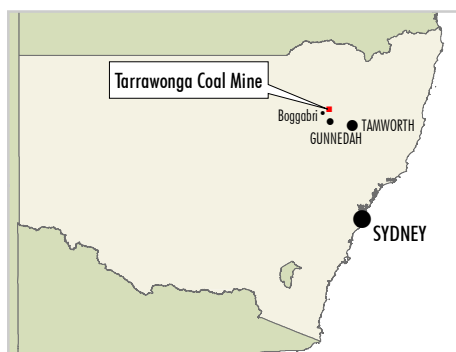 Tarrawonga Coal Mine
Boggabri
TAMWORTH
GUNNEDAH
SYDNEY